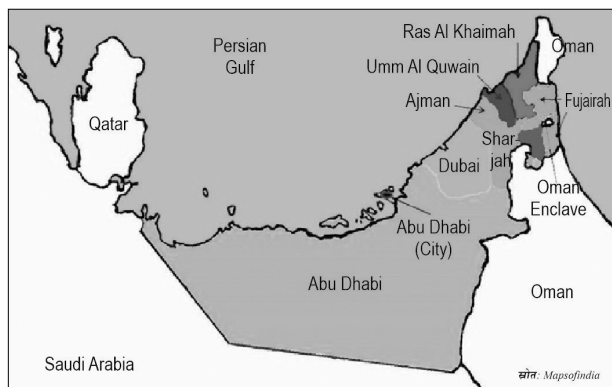 Persian
Gulf
Ras Al Khaimah
Oman
Umm Al Quwain
Ajman
Fujairah
Qatar
Shar-
jah
Dubai
Oman
Enclave
Abu Dhabi
(City)
Abu Dhabi
Oman
Saudi Arabia
स्रोत: Mapsofindia